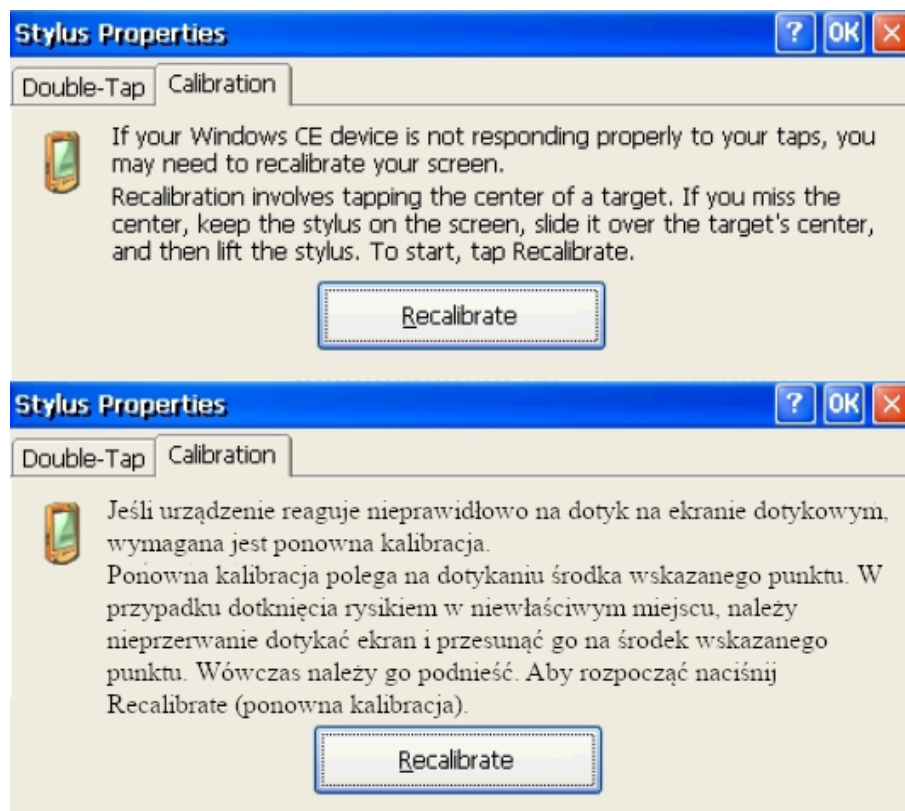 Stylus Properties ? OK ×
Double-Tap Calibration
If your Windows CE device is not responding properly to your taps, you
may need to recalibrate your screen.
Recalibration involves tapping the center of a target. If you miss the
center, keep the stylus on the screen, slide it over the target's center,
and then lift the stylus. To start, tap Recalibrate.
Recalibrate
Stylus Properties ? OK ×
Double-Tap Calibration
Jeśli urządzenie reaguje nieprawidłowo na dotyk na ekranie dotykowym,
wymagana jest ponowna kalibracja.
Ponowna kalibracja polega na dotykaniu środka wskazanego punktu. W
przypadku dotknięcia rysikiem w niewłaściwym miejscu, należy
nieprzerwanie dotykać ekran i przesunąć go na środek wskazanego
punktu. Wówczas należy go podnieść. Aby rozpocząć naciśnij
Recalibrate (ponowna kalibracja).
Recalibrate